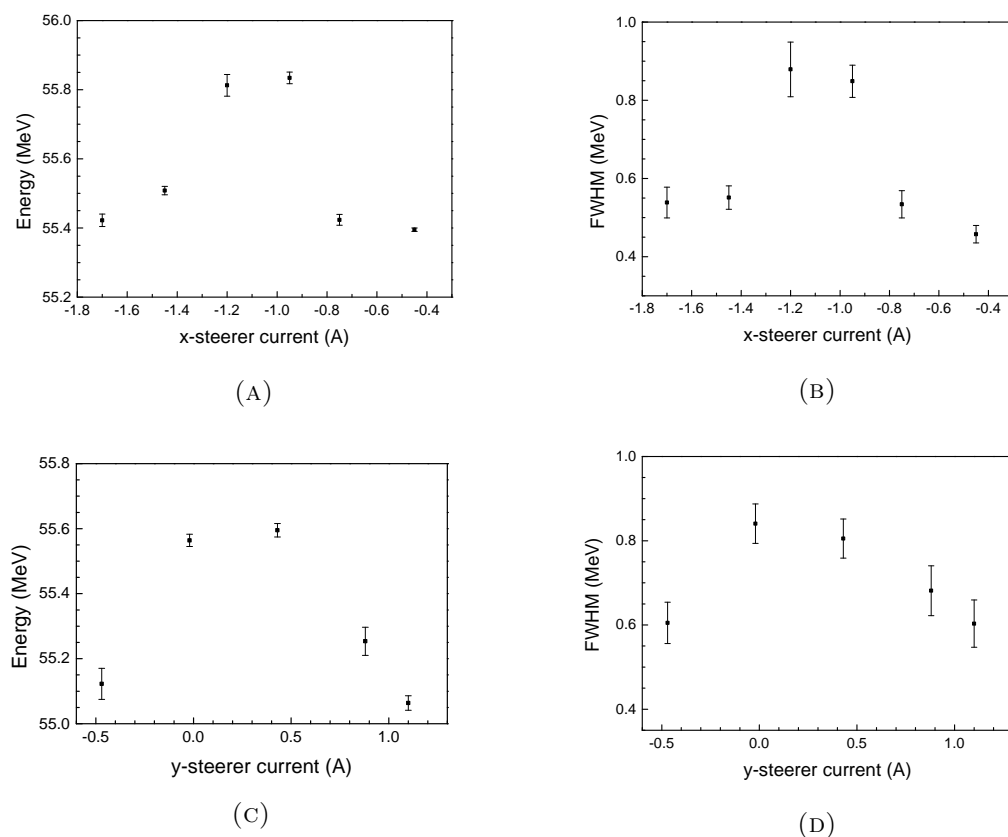 56.0
55.8
55.6
55.4
55.2
Energy (MeV)
-1.8 -1.6 -1.4 -1.2 -1.0 -0.8 -0.6 -0.4
x-steerer current (A)
(A)
1.0
0.8
0.6
0.4
FWHM (MeV)
-1.8 -1.6 -1.4 -1.2 -1.0 -0.8 -0.6 -0.4
x-steerer current (A)
(B)
55.8
55.6
55.4
55.2
55.0
Energy (MeV)
-0.5 0.0 0.5 1.0
y-steerer current (A)
(C)
1.0
0.8
0.6
0.4
FWHM (MeV)
-0.5 0.0 0.5 1.0
y-steerer current (A)
(D)